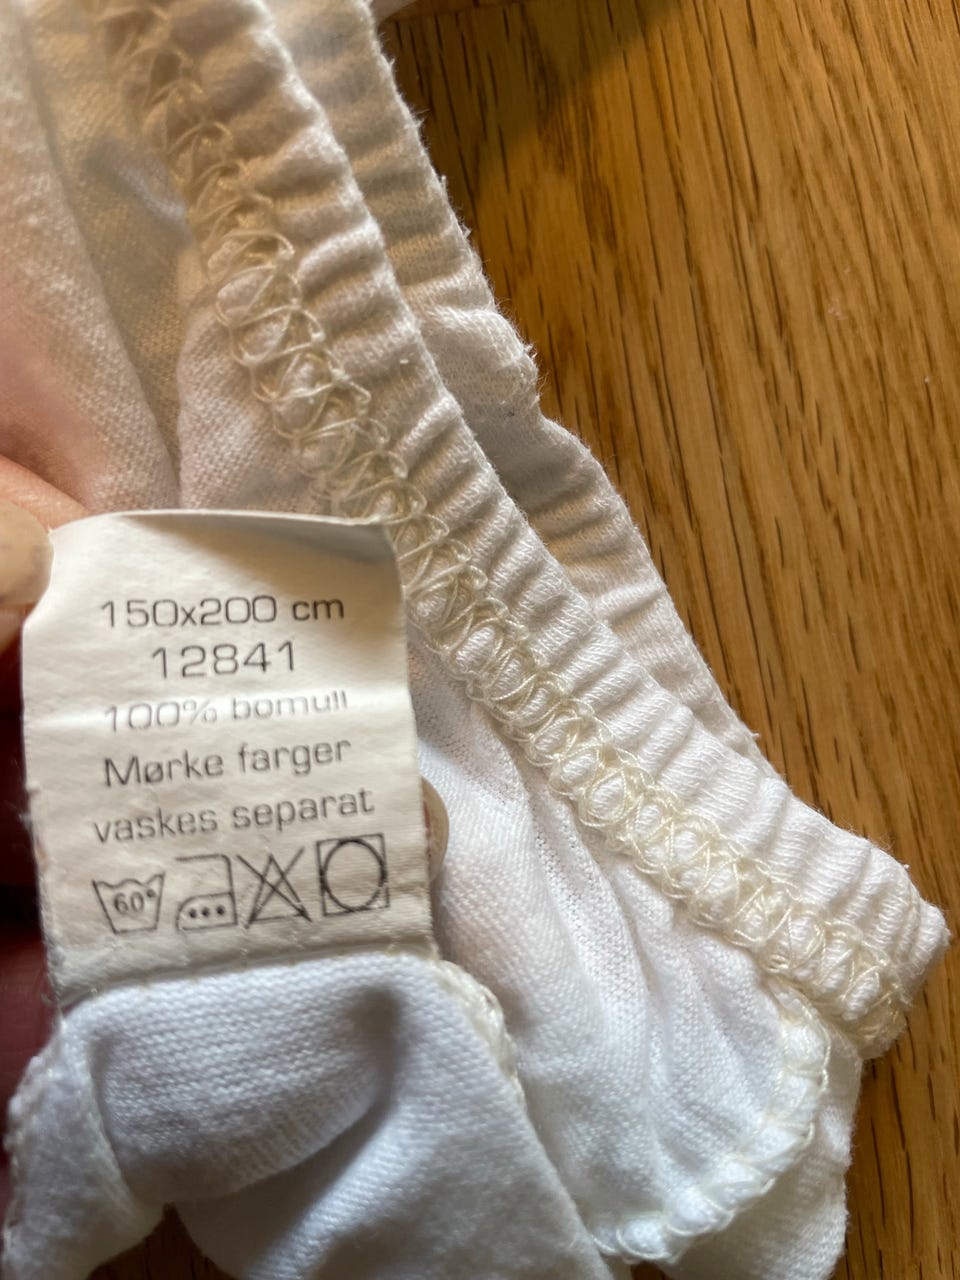 150x200 cm
12841
100% bomull
Mørke farger
vaskes separat
60°